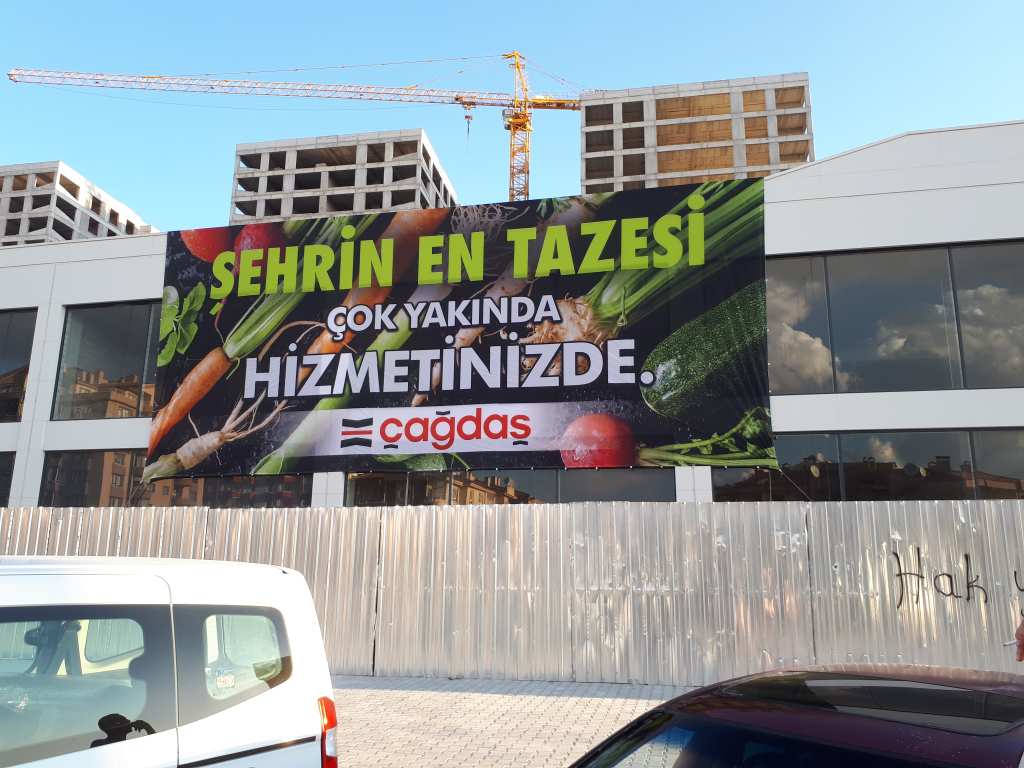 ŞEHRİN EN TAZESİ
ÇOK YAKINDA
HİZMETİNİZDE.
çağdaş
Hak